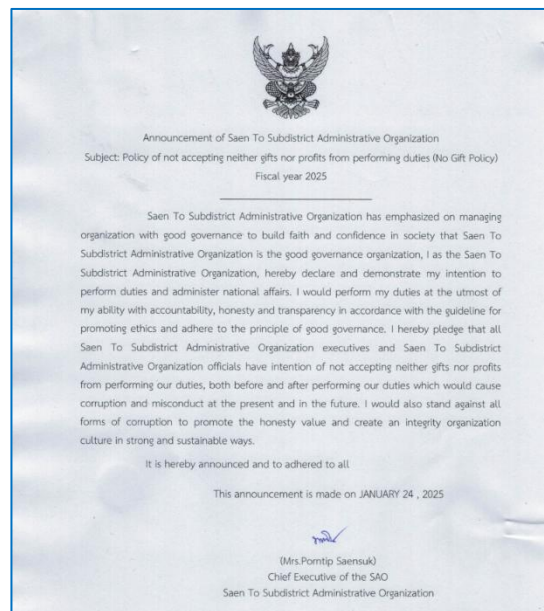 Announcement of Saen To Subdistrict Administrative Organization
Subject: Policy of not accepting neither gifts nor profits from performing duties (No Gift Policy)
Fiscal year 2025
Saen To Subdistrict Administrative Organization has emphasized on managing
organization with good governance to build faith and confidence in society that Saen To
Subdistrict Administrative Organization is the good governance organization, I as the Saen To
Subdistrict Administrative Organization, hereby declare and demonstrate my intention to
perform duties and administer national affairs. I would perform my duties at the utmost of
my ability with accountability, honesty and transparency in accordance with the guideline for
promoting ethics and adhere to the principle of good governance. I hereby pledge that all
Saen To Subdistrict Administrative Organization executives and Saen To Subdistrict
Administrative Organization officials have intention of not accepting neither gifts nor profits
from performing our duties, both before and after performing our duties which would cause
corruption and misconduct at the present and in the future. I would also stand against all
forms of corruption to promote the honesty value and create an integrity organization
culture in strong and sustainable ways.
It is hereby announced and to adhered to all
This announcement is made on JANUARY 24 , 2025
(Mrs.Porntip Saensuk)
Chief Executive of the SAO
Saen To Subdistrict Administrative Organization